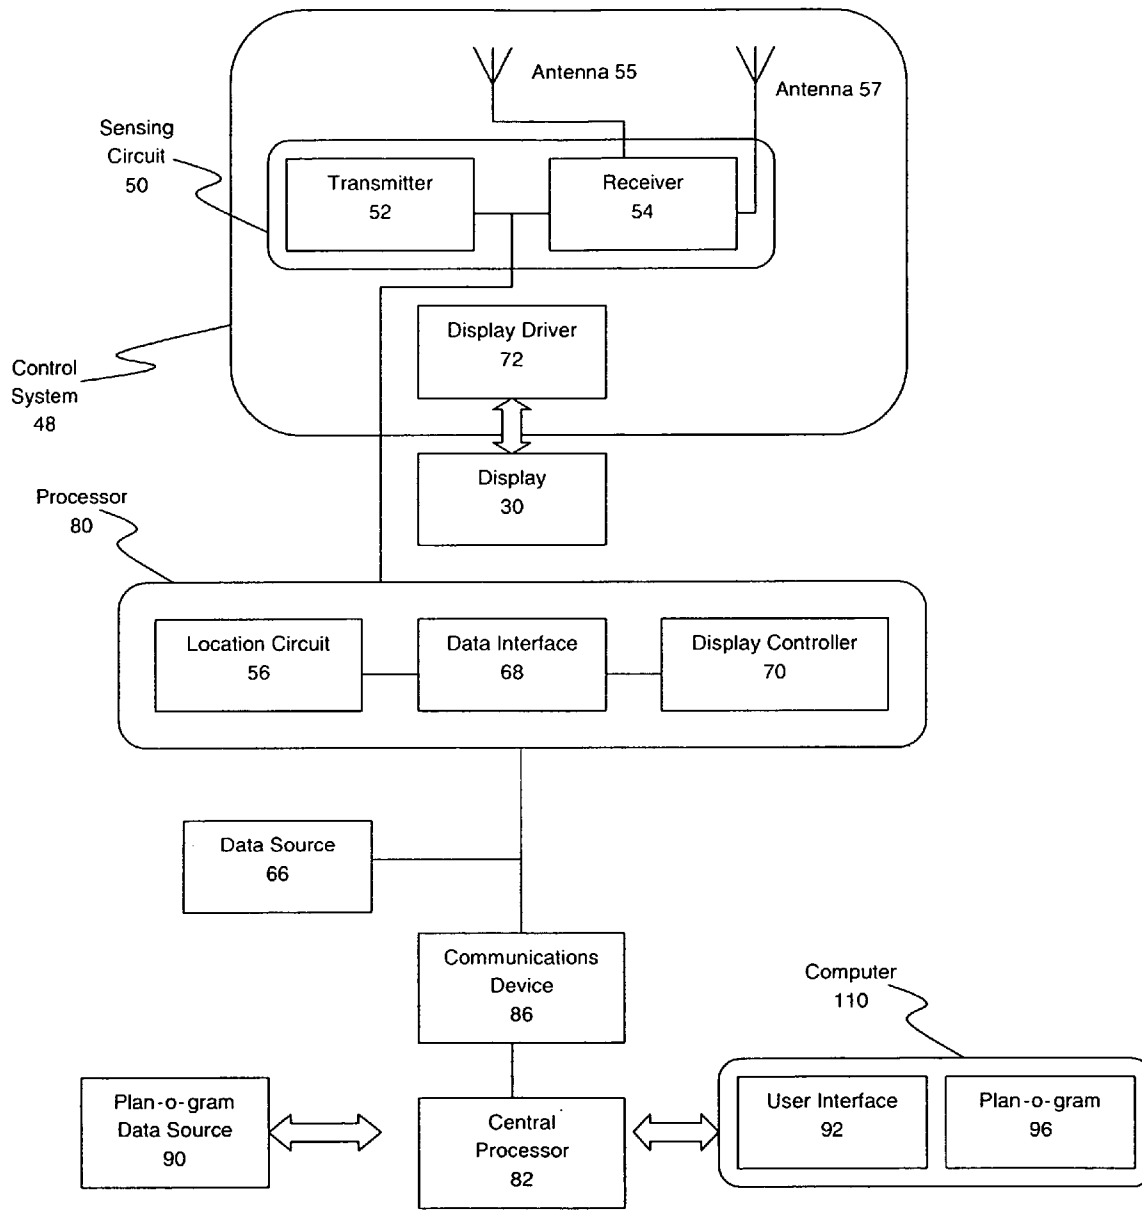 Antenna 55
Antenna 57
Sensing
Circuit
50
Transmitter
52
Receiver
54
Display Driver
72
Control
System
48
Display
30
Processor
80
Location Circuit
56
Data Interface
68
Display Controller
70
Data Source
66
Communications
Device
86
Computer
110
Plan-o-gram
Data Source
90
Central
Processor
82
User Interface
92
Plan-o-gram
96